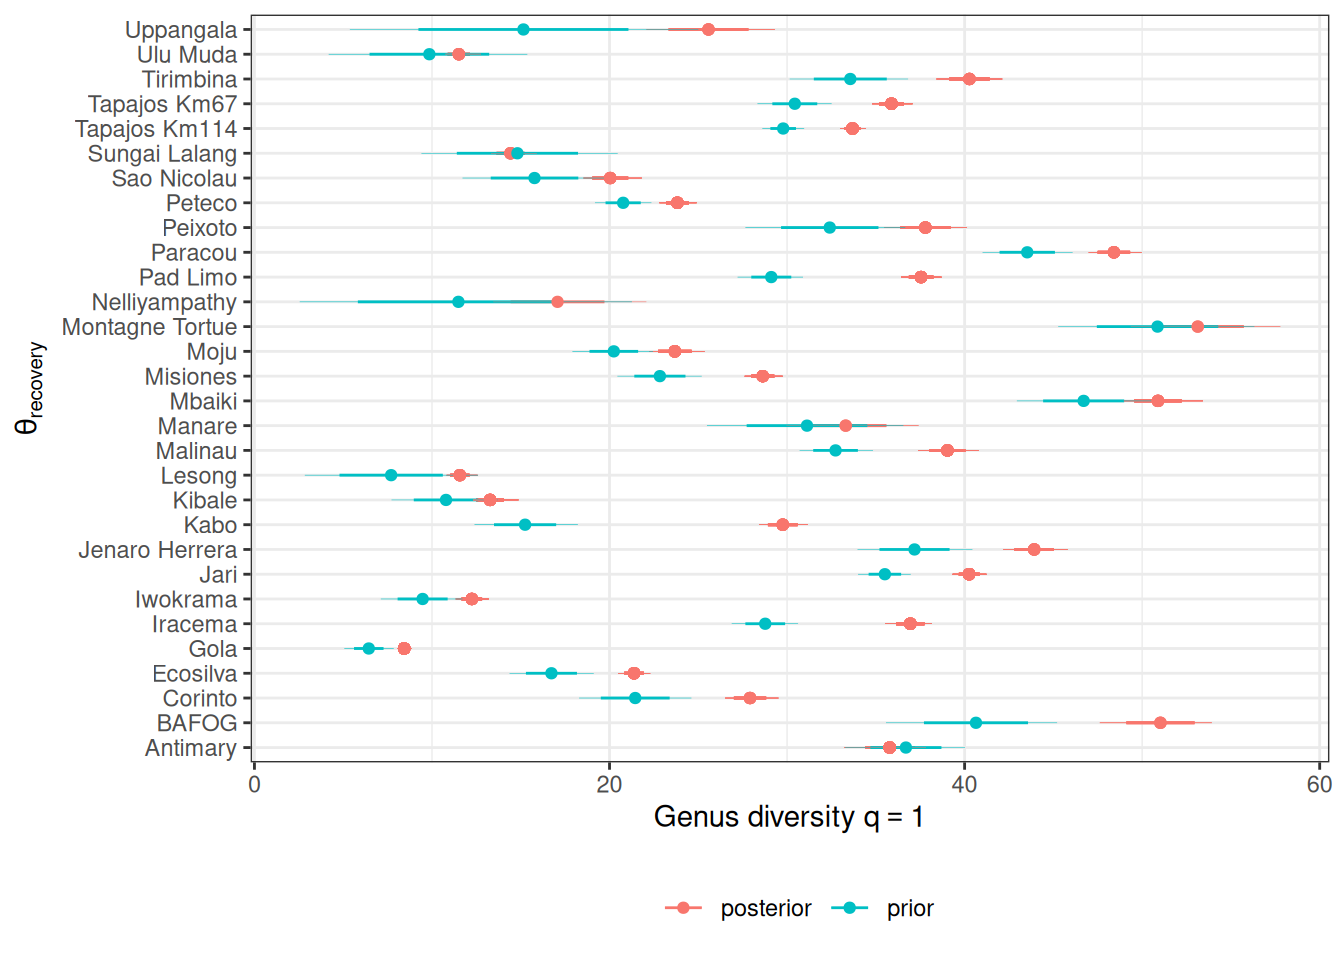 Uppangala
Ulu Muda
Tirimbina
Tapajos Km67
Tapajos Km114
Sungai Lalang
Sao Nicolau
Peteco
Peixoto
Paracou
Pad Limo
Nelliyampathy
Montagne Tortue
Moju
Misiones
Mbaiki
Manare
Malinau
Lesong
Kibale
Kabo
Jenaro Herrera
Jari
Iwokrama
Iracema
Gola
Ecosilva
Corinto
BAFOG
Antimary
θrecovery
0 20 40 60
Genus diversity q = 1
posterior prior